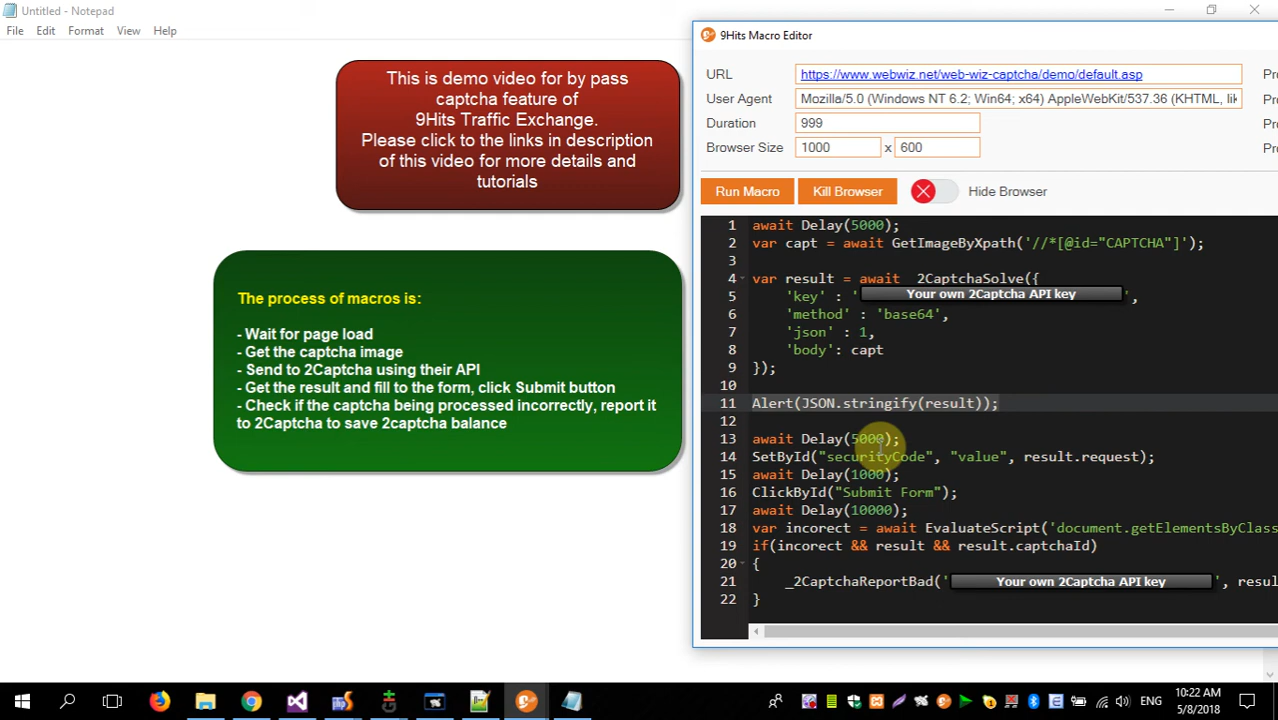 Untitled - Notepad
File Edit Format View Help
This is demo video for by pass
captcha feature of
9Hits Traffic Exchange.
Please click to the links in description
of this video for more details and
tutorials
The process of macros is:
- Wait for page load
- Get the captcha image
- Send to 2Captcha using their API
- Get the result and fill to the form, click Submit button
- Check if the captcha being processed incorrectly, report it
to 2Captcha to save 2captcha balance
9Hits Macro Editor
URL https://www.webwiz.net/web-wiz-captcha/demo/default.asp Pro
User Agent Mozilla/5.0 (Windows NT 6.2; Win64; x64) AppleWebKit/537.36 (KHTML, lik Pro
Duration 999 Pro
Browser Size 1000 x 600 Pro
Run Macro Kill Browser Hide Browser
1 await Delay(5000);
2 var capt = await GetImageByXpath('//*[@id="CAPTCHA"]');
3
4 var result = await _2CaptchaSolve({
5 'key' : ' Your own 2Captcha API key ',
6 'method' : 'base64',
7 'json' : 1,
8 'body': capt
9 });
10
11 Alert(JSON.stringify(result));
12
13 await Delay(5000);
14 SetById("securityCode", "value", result.request);
15 await Delay(1000);
16 ClickById("Submit Form");
17 await Delay(10000);
18 var incorect = await EvaluateScript('document.getElementsByClass
19 if(incorect && result && result.captchaId)
20 {
21 _2CaptchaReportBad(' Your own 2Captcha API key ', resul
22 }
ENG
10:22 AM
5/8/2018